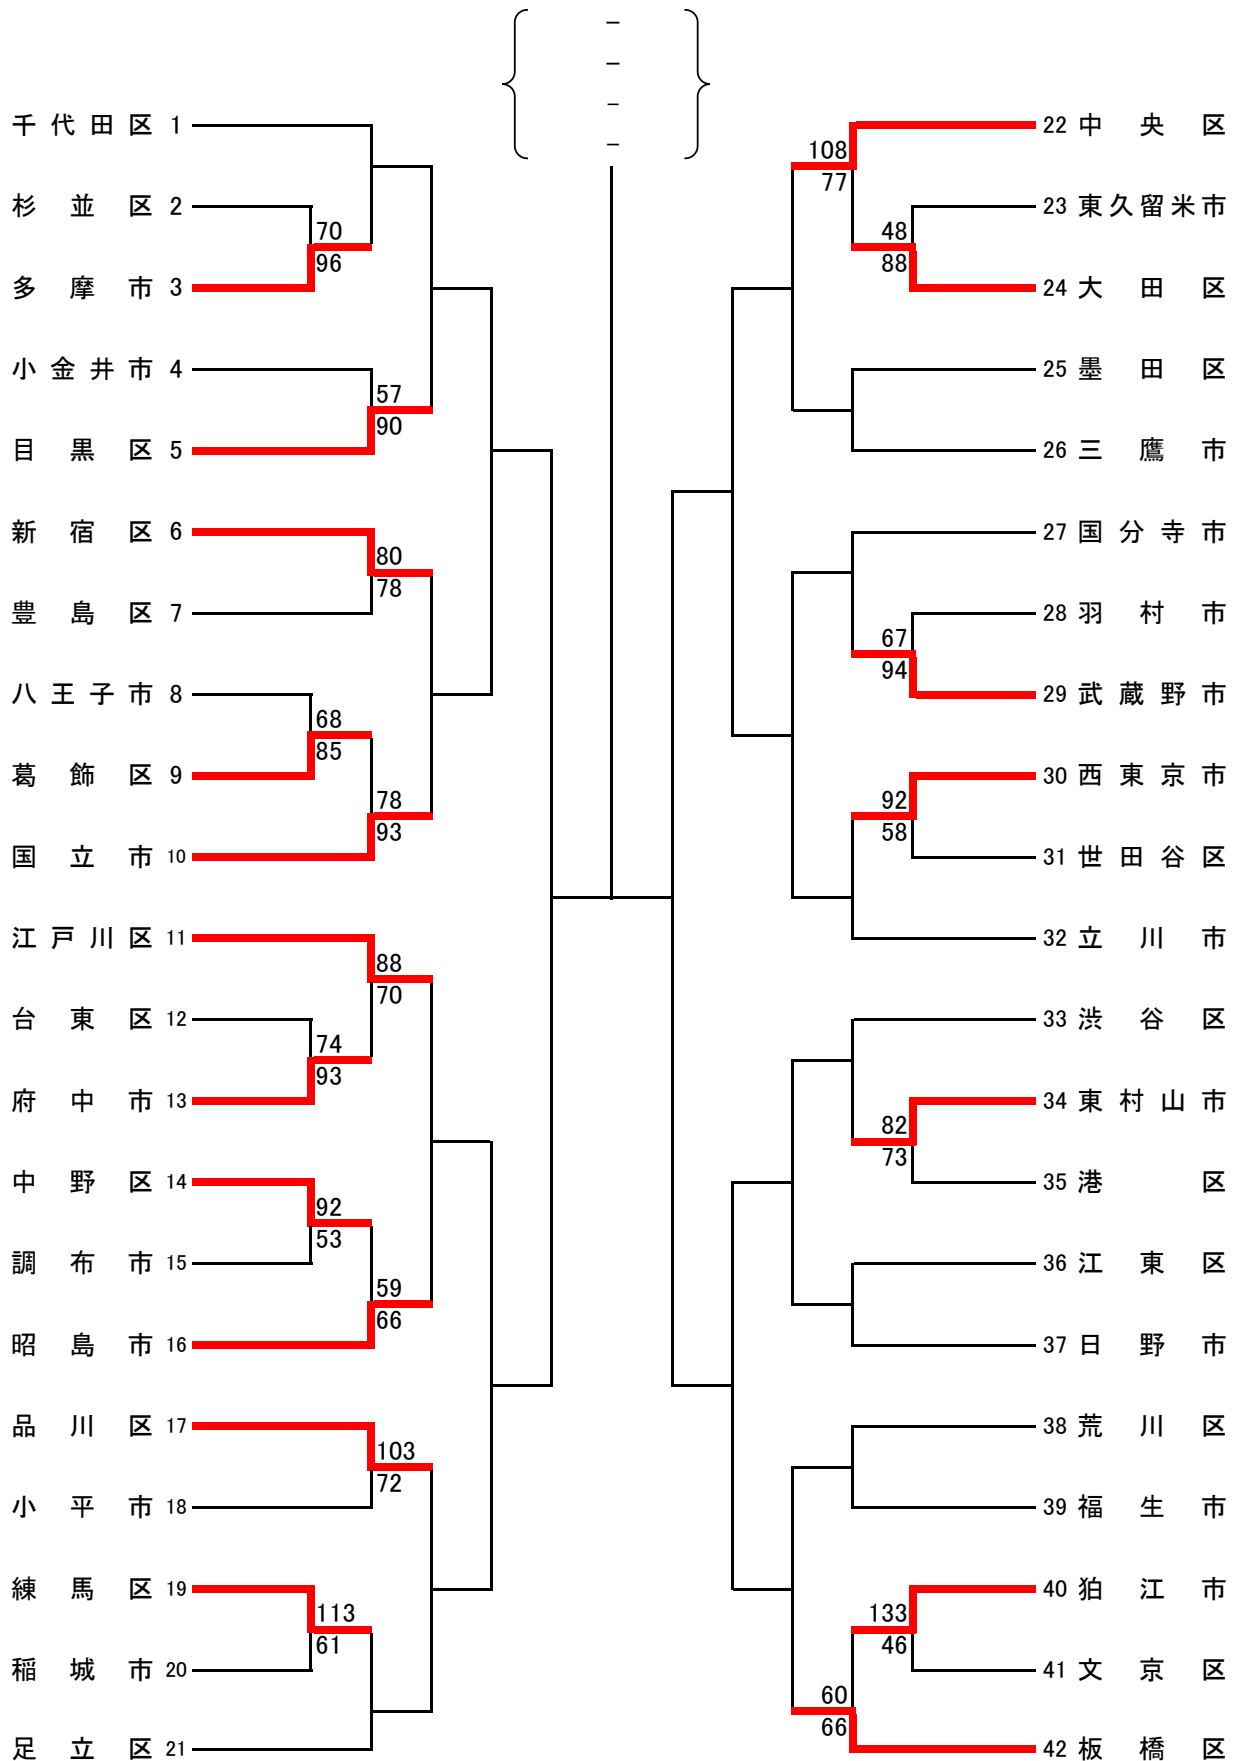 －
－
－
－
千代田区 1
杉並区 2
70
96
多摩市 3
小金井市 4
57
90
目黒区 5
新宿区 6
80
78
豊島区 7
八王子市 8
68
85
葛飾区 9
78
93
国立市 10
江戸川区 11
88
70
台東区 12
74
93
府中市 13
中野区 14
92
53
調布市 15
59
66
昭島市 16
品川区 17
103
72
小平市 18
練馬区 19
113
61
稲城市 20
足立区 21
22 中央区
108
77
23 東久留米市
48
88
24 大田区
25 墨田区
26 三鷹市
27 国分寺市
28 羽村市
67
94
29 武蔵野市
30 西東京市
92
58
31 世田谷区
32 立川市
33 渋谷区
34 東村山市
82
73
35 港区
36 江東区
37 日野市
38 荒川区
39 福生市
40 狛江市
133
46
41 文京区
60
66
42 板橋区